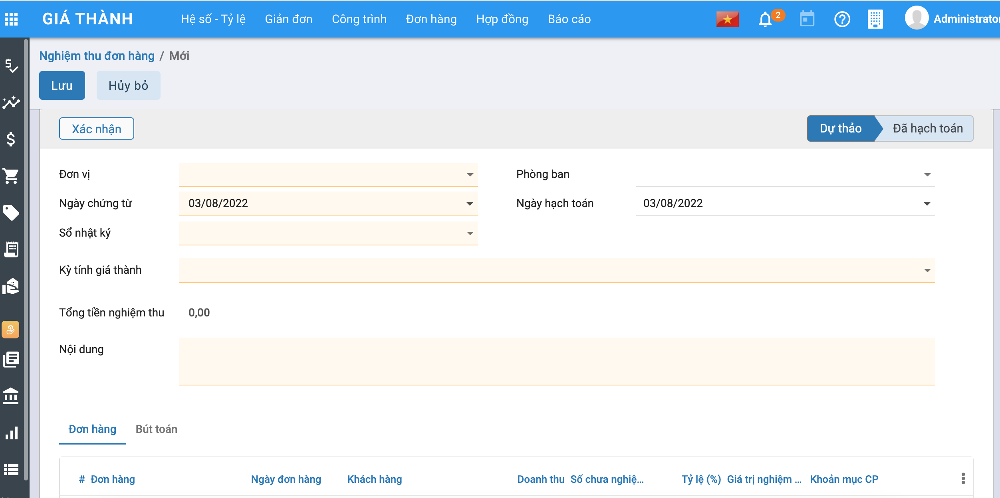 GIÁ THÀNH Hệ số - Tỷ lệ Giản đơn Công trình Đơn hàng Hợp đồng Báo cáo 2 Administrator
Nghiệm thu đơn hàng / Mới
Lưu Hủy bỏ
Xác nhận Dự thảo Đã hạch toán
Đơn vị Phòng ban
Ngày chứng từ 03/08/2022 Ngày hạch toán 03/08/2022
Sổ nhật ký
Kỳ tính giá thành
Tổng tiền nghiệm thu 0,00
Nội dung
Đơn hàng Bút toán
# Đơn hàng Ngày đơn hàng Khách hàng Doanh thu Số chưa nghiệ... Tỷ lệ (%) Giá trị nghiệm ... Khoản mục CP